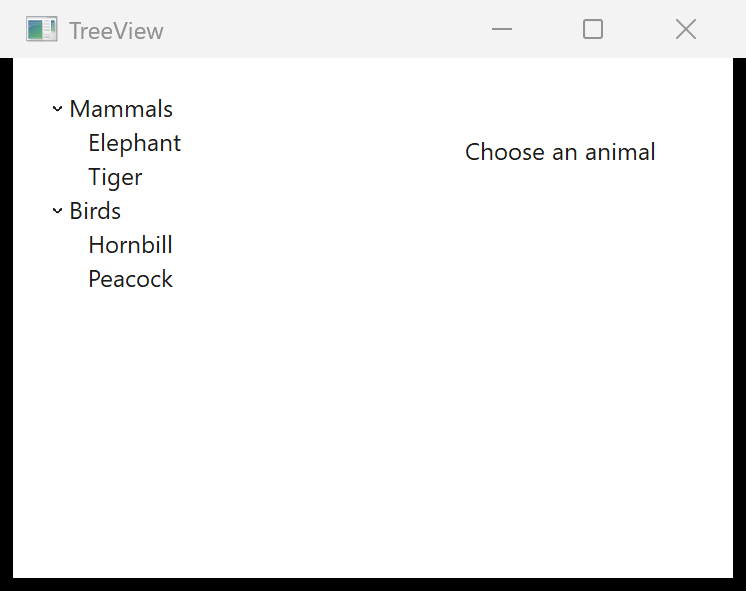 TreeView
Mammals
Elephant
Choose an animal
Tiger
Birds
Hornbill
Peacock